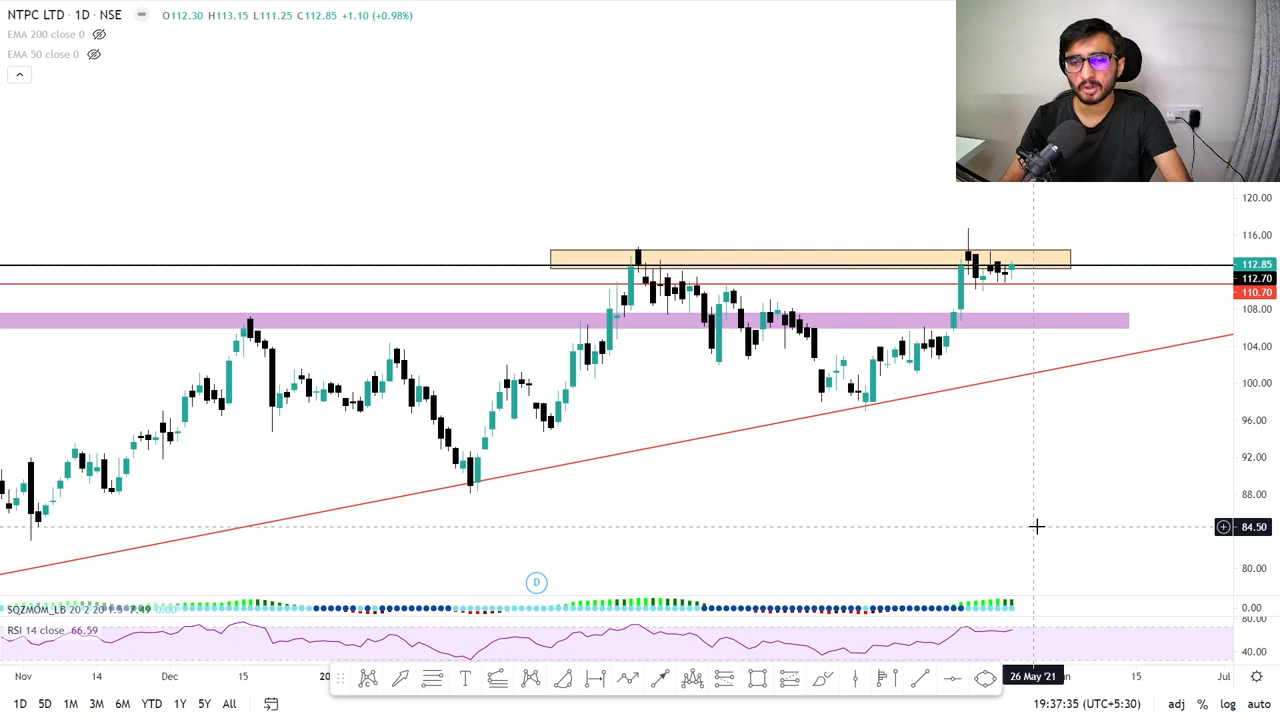 NTPC LTD · 1D · NSE O112.30 H113.15 L111.25 C112.85 +1.10 (+0.98%)
EMA 200 close 0
EMA 50 close 0
120.00
116.00
112.85
112.70
110.70
108.00
104.00
100.00
96.00
92.00
88.00
84.50
80.00
D
SQZMOM_LB 20 2 20 1.5 7.49 0.00
0.00
80.00
RSI 14 close 66.59
40.00
Nov 14 Dec 15 26 May '21 15 Jul
T
1D 5D 1M 3M 6M YTD 1Y 5Y All 19:37:35 (UTC+5:30) adj % log auto